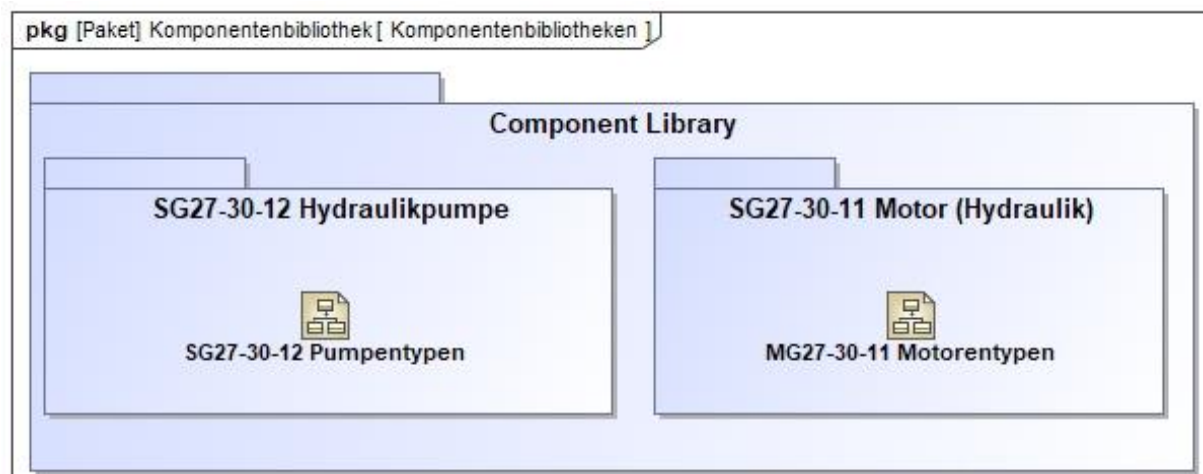 pkg [Paket] Komponentenbibliothek [ Komponentenbibliotheken ]
Component Library
SG27-30-12 Hydraulikpumpe
SG27-30-11 Motor (Hydraulik)
SG27-30-12 Pumpentypen
MG27-30-11 Motorentypen